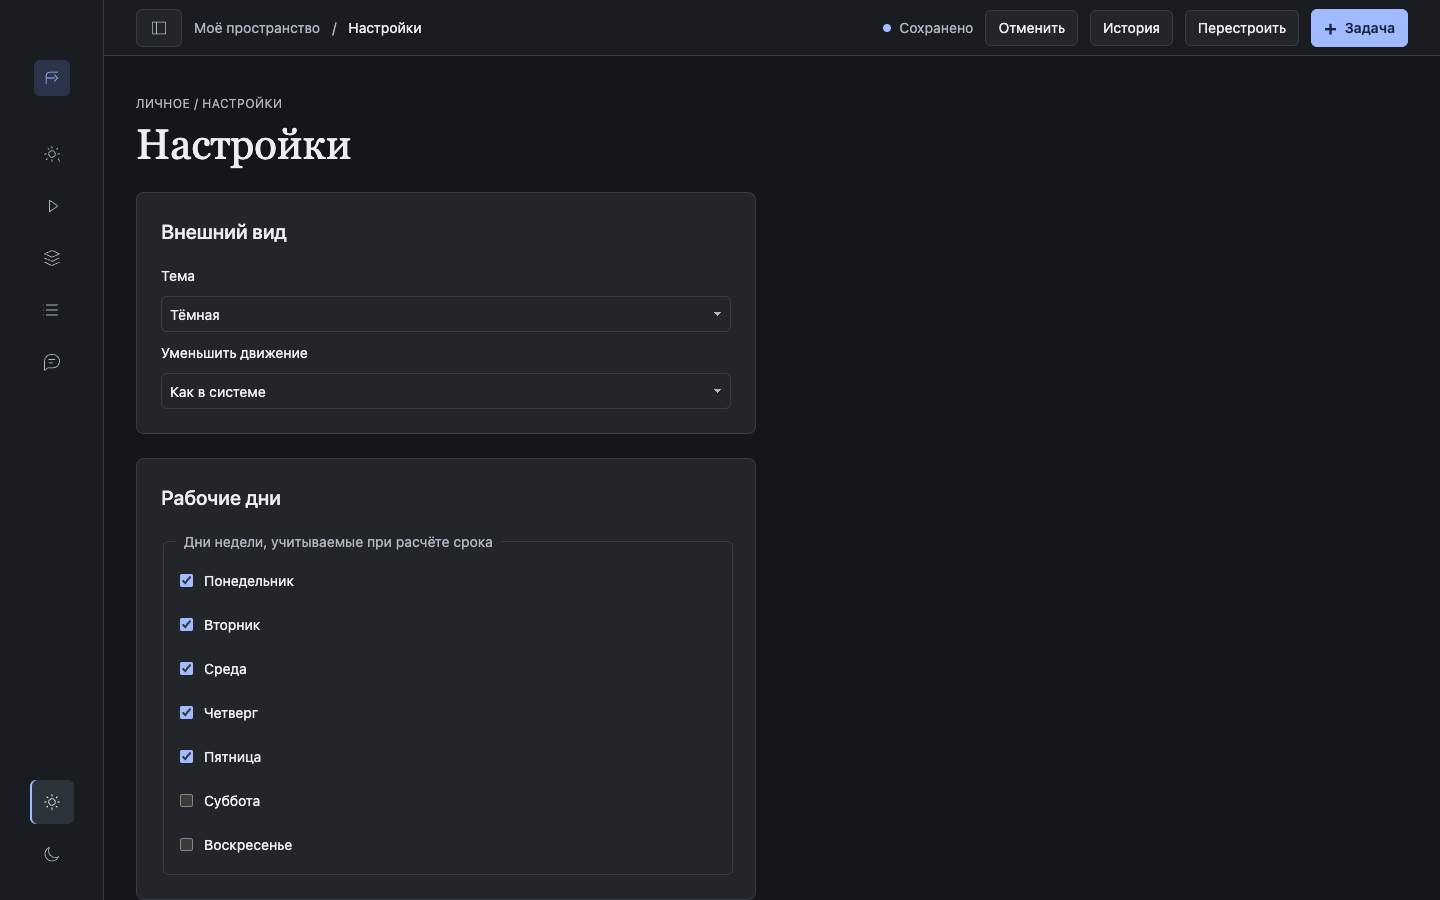 Моё пространство / Настройки
Сохранено
Отменить
История
Перестроить
+ Задача
ЛИЧНОЕ / НАСТРОЙКИ
Настройки
Внешний вид
Тема
Тёмная
Уменьшить движение
Как в системе
Рабочие дни
Дни недели, учитываемые при расчёте срока
Понедельник
Вторник
Среда
Четверг
Пятница
Суббота
Воскресенье